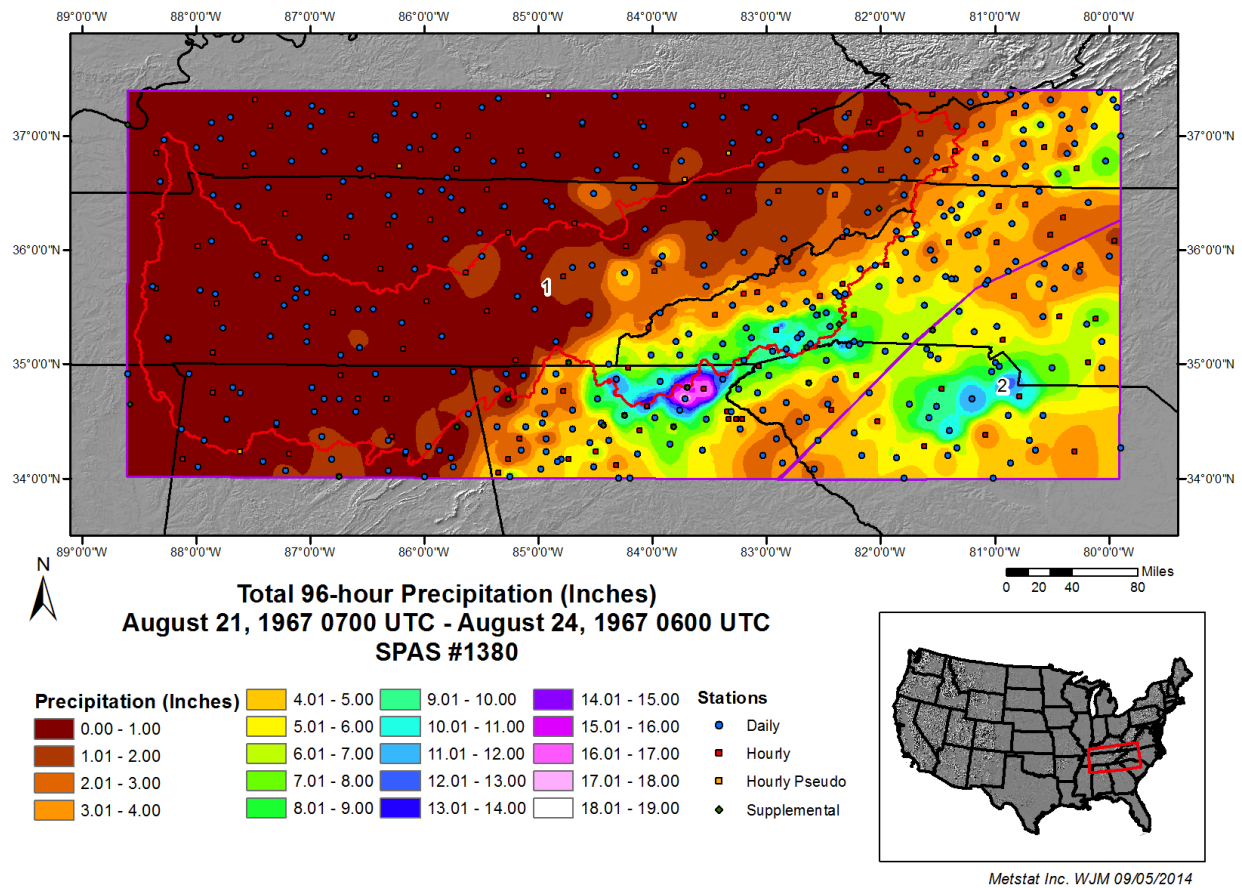 89°0'0"W 88°0'0"W 87°0'0"W 86°0'0"W 85°0'0"W 84°0'0"W 83°0'0"W 82°0'0"W 81°0'0"W 80°0'0"W
37°0'0"N 37°0'0"N
36°0'0"N 36°0'0"N
1
35°0'0"N 35°0'0"N
2
34°0'0"N 34°0'0"N
89°0'0"W 88°0'0"W 87°0'0"W 86°0'0"W 85°0'0"W 84°0'0"W 83°0'0"W 82°0'0"W 81°0'0"W 80°0'0"W
N
Miles
0 20 40 80
Total 96-hour Precipitation (Inches)
August 21, 1967 0700 UTC - August 24, 1967 0600 UTC
SPAS #1380
Precipitation (Inches)
0.00 - 1.00
1.01 - 2.00
2.01 - 3.00
3.01 - 4.00
4.01 - 5.00
5.01 - 6.00
6.01 - 7.00
7.01 - 8.00
8.01 - 9.00
9.01 - 10.00
10.01 - 11.00
11.01 - 12.00
12.01 - 13.00
13.01 - 14.00
14.01 - 15.00
15.01 - 16.00
16.01 - 17.00
17.01 - 18.00
18.01 - 19.00
Stations
Daily
Hourly
Hourly Pseudo
Supplemental
Metstat Inc. WJM 09/05/2014